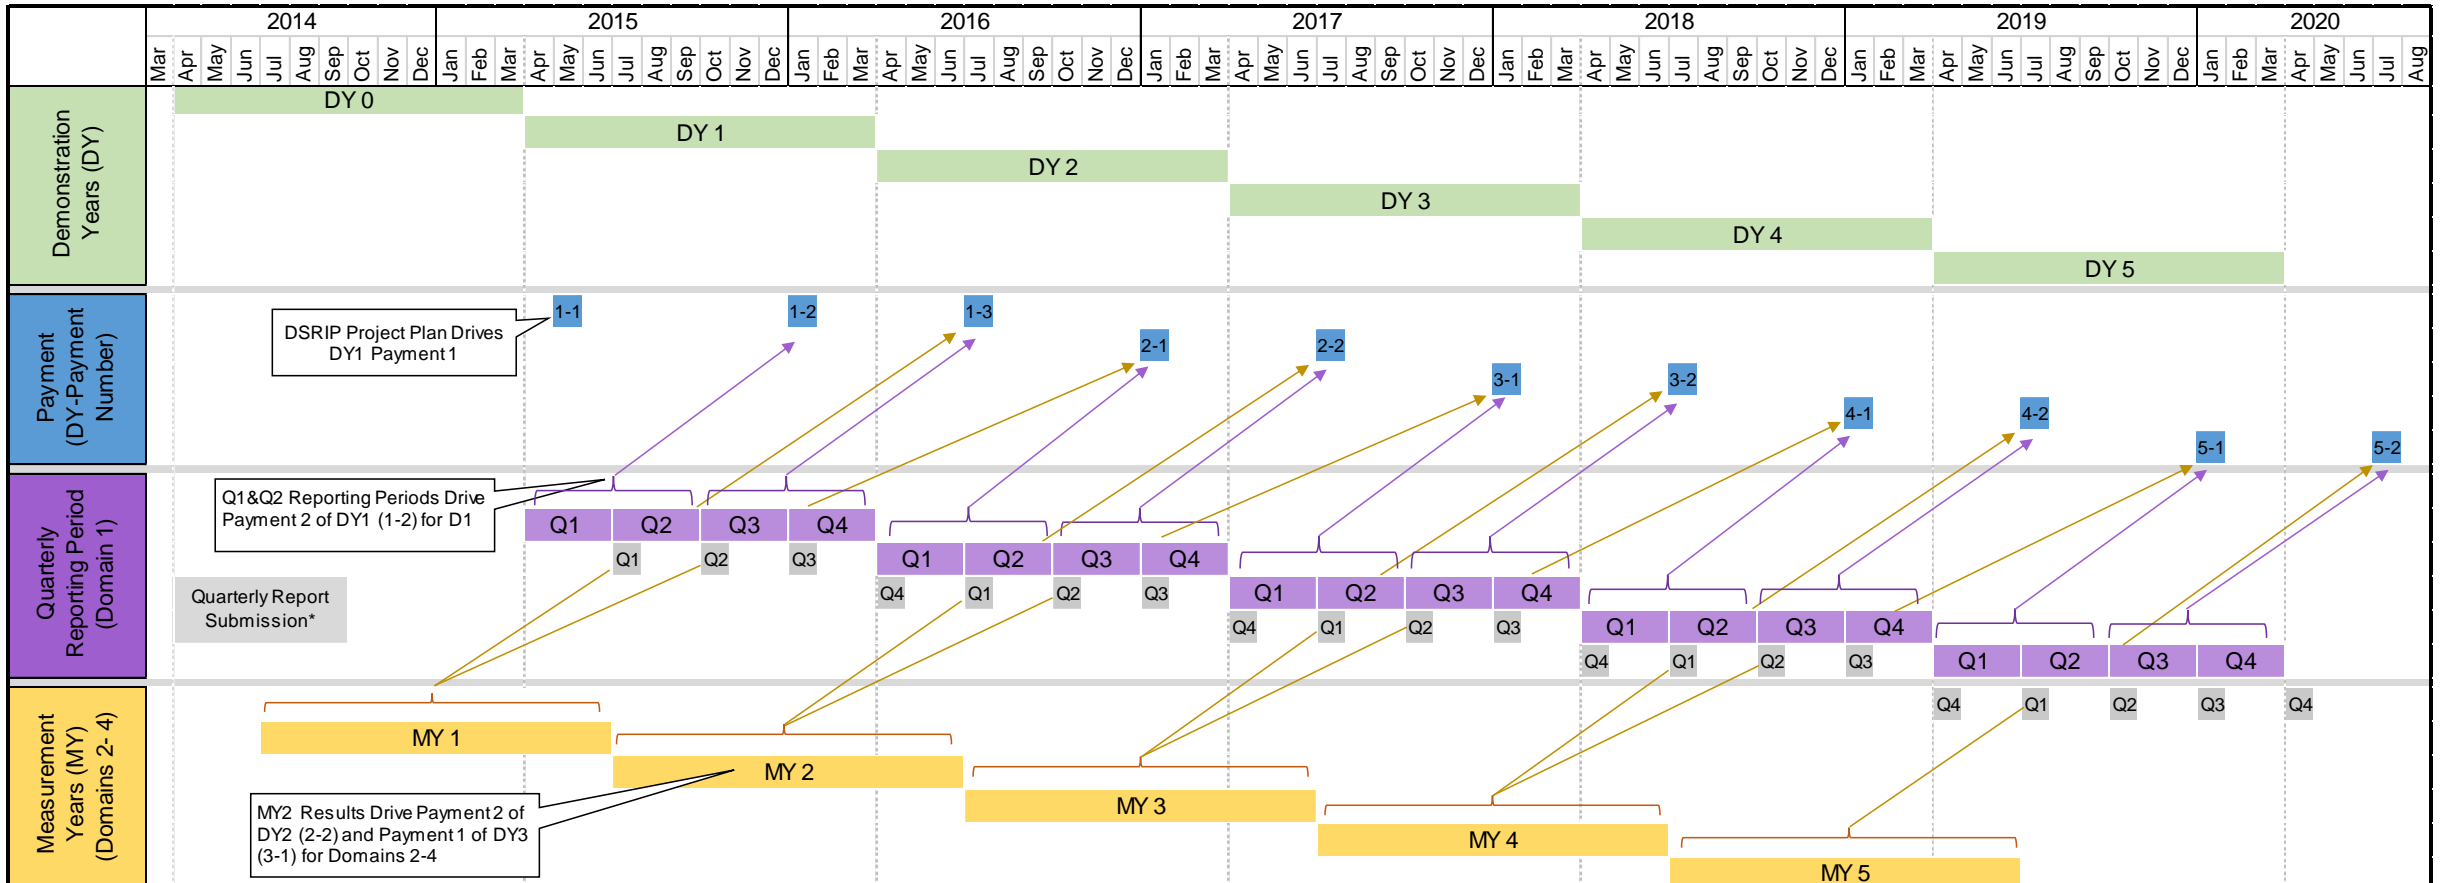 2014 2015 2016 2017 2018 2019 2020
Mar Apr May Jun Jul Aug Sep Oct Nov Dec Jan Feb Mar Apr May Jun Jul Aug Sep Oct Nov Dec Jan Feb Mar Apr May Jun Jul Aug Sep Oct Nov Dec Jan Feb Mar Apr May Jun Jul Aug Sep Oct Nov Dec Jan Feb Mar Apr May Jun Jul Aug Sep Oct Nov Dec Jan Feb Mar Apr May Jun Jul Aug Sep Oct Nov Dec Jan Feb Mar Apr May Jun Jul Aug
Demonstration
Years (DY)
DY 0
DY 1
DY 2
DY 3
DY 4
DY 5
Payment
(DY-Payment
Number)
DSRIP Project Plan Drives
DY1 Payment 1
1-1 1-2 1-3
2-1 2-2
3-1 3-2
4-1 4-2
5-1 5-2
Quarterly
Reporting Period
(Domain 1)
Q1&Q2 Reporting Periods Drive
Payment 2 of DY1 (1-2) for D1
Quarterly Report
Submission*
Q1 Q2 Q3 Q4
Q1 Q2 Q3
Q1 Q2 Q3 Q4
Q4 Q1 Q2 Q3
Q1 Q2 Q3 Q4
Q4 Q1 Q2 Q3
Q1 Q2 Q3 Q4
Q4 Q1 Q2 Q3
Q1 Q2 Q3 Q4
Q4 Q1 Q2 Q3 Q4
Measurement
Years (MY)
(Domains 2- 4)
MY 1
MY 2
MY2 Results Drive Payment 2 of
DY2 (2-2) and Payment 1 of DY3
(3-1) for Domains 2-4
MY 3
MY 4
MY 5